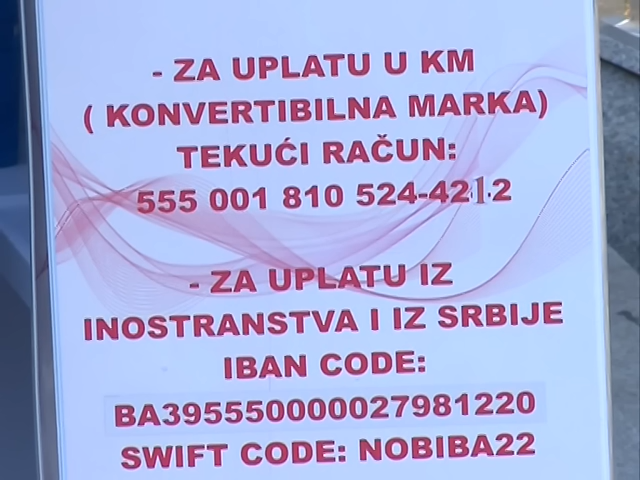 - ZA UPLATU U KM
( KONVERTIBILNA MARKA)
TEKUĆI RAČUN:
555 001 810 524-4212
- ZA UPLATU IZ
INOSTRANSTVA I IZ SRBIJE
IBAN CODE:
BA395550000027981220
SWIFT CODE: NOBIBA22